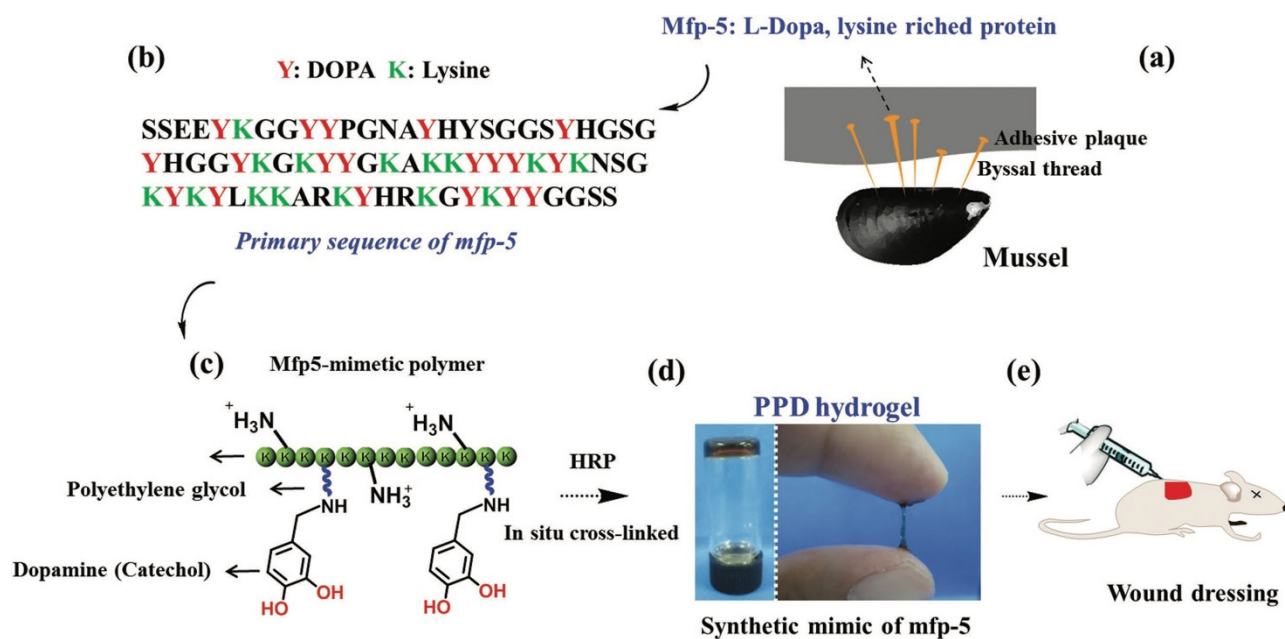 Mfp-5: L-Dopa, lysine riched protein
(a)
Adhesive plaque
Byssal thread
Mussel
(b)
Y: DOPA K: Lysine
SSEEYKGGYYPGNAYHYSGGSYHGSG
YHGGYKGKYYGKAKKYYYKYKNSG
KYKYLKKARKYHRKGYKYYGGSS
Primary sequence of mfp-5
(c)
Mfp5-mimetic polymer
+
H3N
+
H3N
K K K K K K K K K K K K K
Polyethylene glycol
NH
NH3+
NH
Dopamine (Catechol)
OH
HO
OH
HO
HRP
In situ cross-linked
(d)
PPD hydrogel
Synthetic mimic of mfp-5
(e)
x
Wound dressing